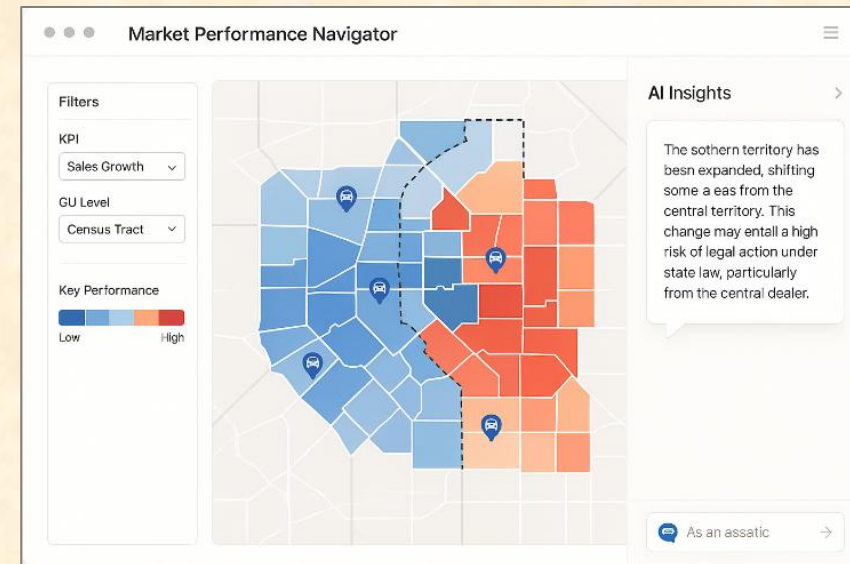 Market Performance Navigator
Filters
KPI
Sales Growth
GU Level
Census Tract
Key Performance
Low High
AI Insights
The sothern territory has
besn expanded, shifting
some a eas from the
central territory. This
change may entall a high
risk of legal action under
state law, particularly
from the central dealer.
As an assatic